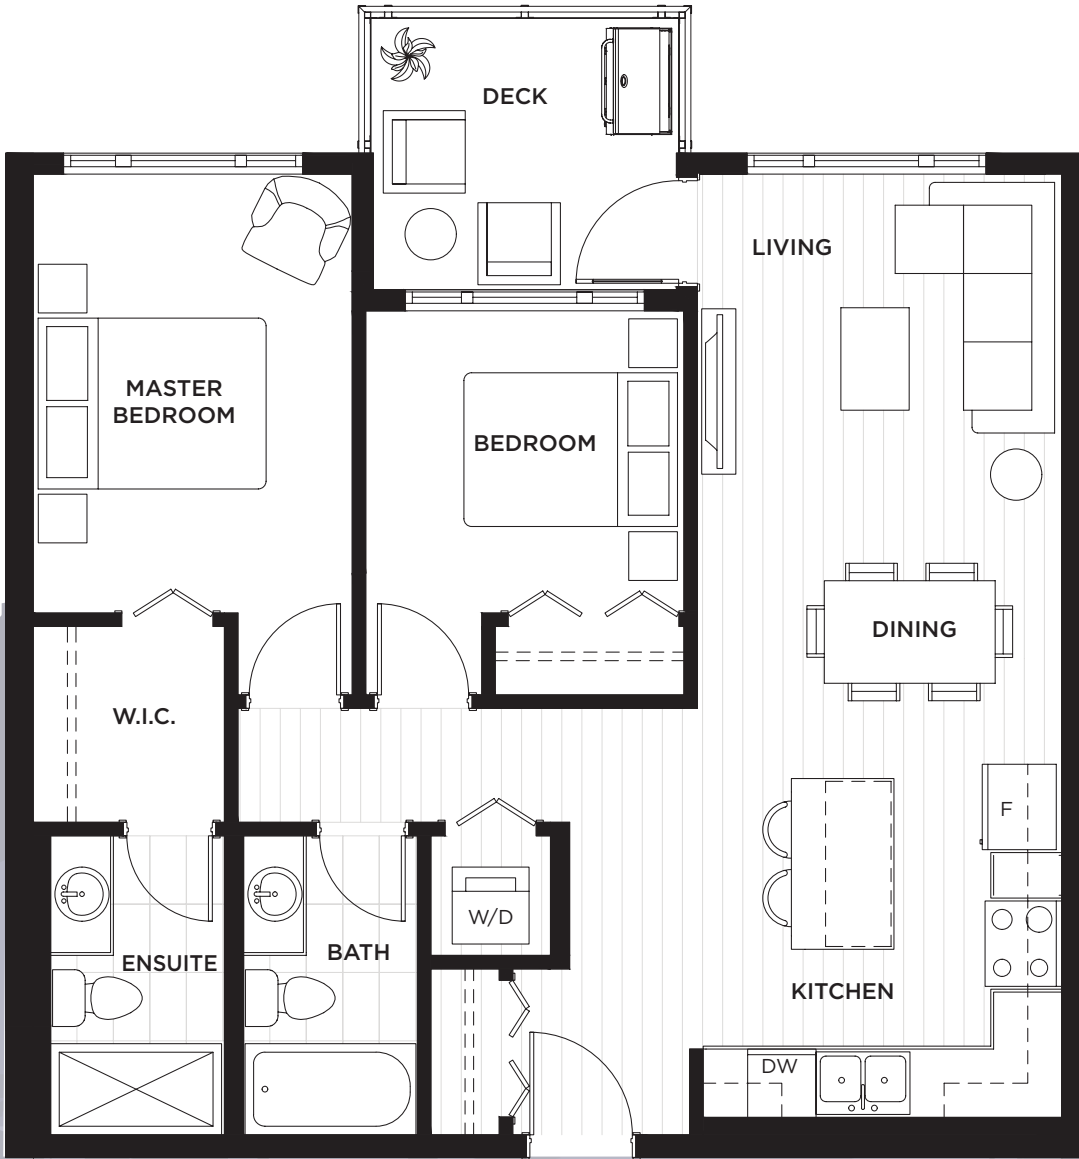 DECK
LIVING
MASTER
BEDROOM
BEDROOM
DINING
W.I.C.
F
W/D
BATH
ENSUITE
KITCHEN
DW